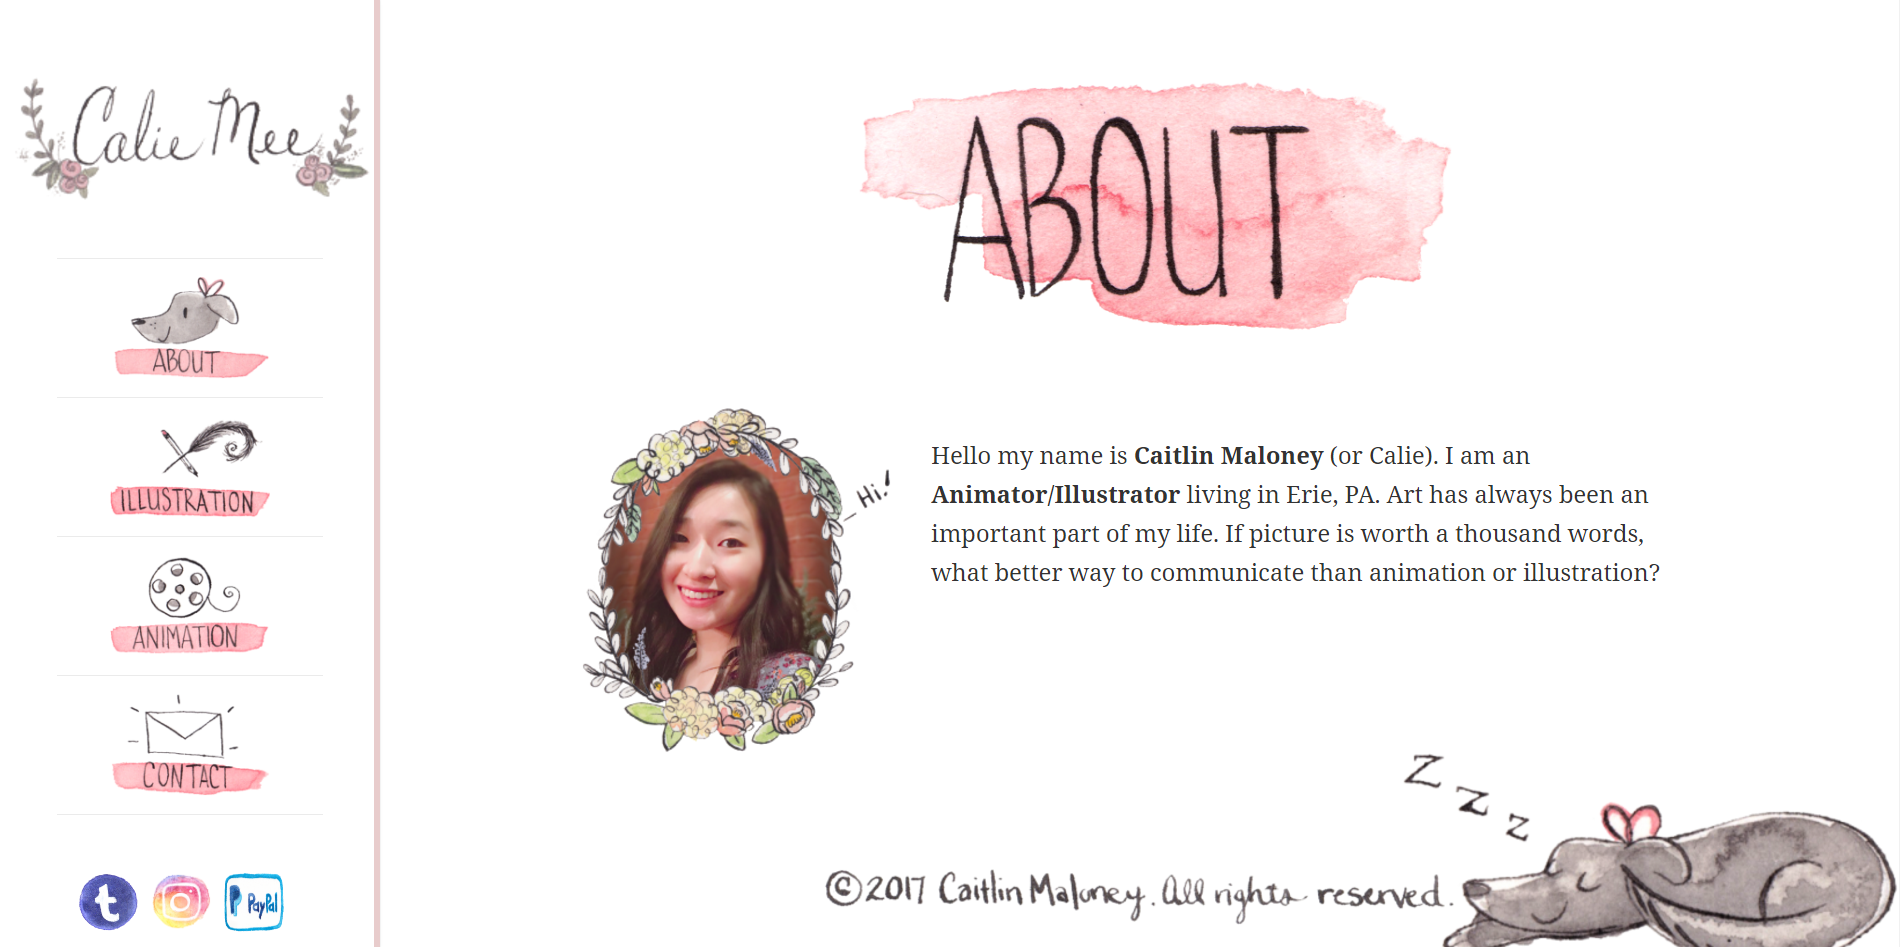 Calie Mee
ABOUT
ILLUSTRATION
ANIMATION
CONTACT
t
P PayPal
ABOUT
Hi!
Hello my name is Caitlin Maloney (or Calie). I am an
Animator/Illustrator living in Erie, PA. Art has always been an
important part of my life. If picture is worth a thousand words,
what better way to communicate than animation or illustration?
Z z z
©2017 Caitlin Maloney. All rights reserved.